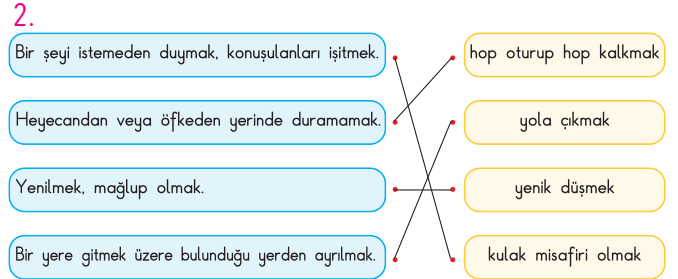 2.
Bir şeyi istemeden duymak, konuşulanları işitmek.
hop oturup hop kalkmak
Heyecandan veya öfkeden yerinde duramamak.
yola çıkmak
Yenilmek, mağlup olmak.
yenik düşmek
Bir yere gitmek üzere bulunduğu yerden ayrılmak.
kulak misafiri olmak